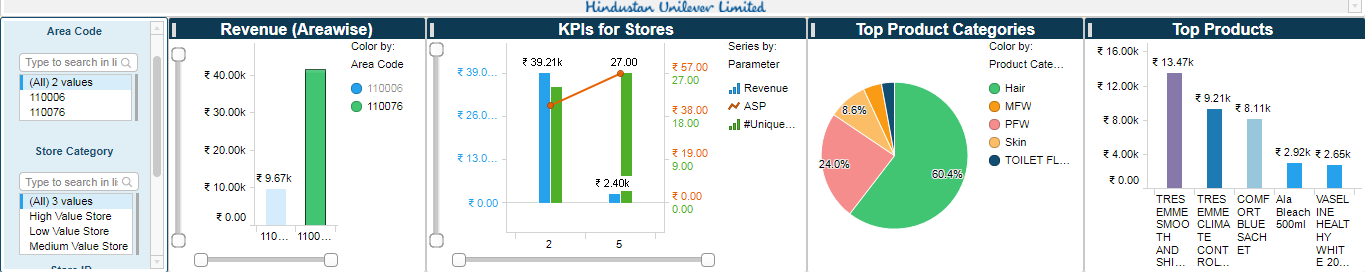 Hindustan Unilever Limited
Area Code
Type to search in li
(All) 2 values
110006
110076
Store Category
Type to search in li
(All) 3 values
High Value Store
Low Value Store
Medium Value Store
Store ID
Revenue (Areawise)
₹ 40.00k
₹ 30.00k
₹ 20.00k
₹ 10.00k
₹ 0.00
₹ 9.67k
110...
1100...
Color by:
Area Code
110006
110076
KPIs for Stores
₹ 39.0...
₹ 26.0...
₹ 13.0...
₹ 0.00
₹ 39.21k
27.00
₹ 2.40k
2
5
₹ 57.00
27.00
₹ 38.00
18.00
₹ 19.00
9.00
₹ 0.00
0.00
Series by:
Parameter
Revenue
ASP
#Unique...
Top Product Categories
8.6%
24.0%
60.4%
Color by:
Product Cate...
Hair
MFW
PFW
Skin
TOILET FL...
Top Products
₹ 16.00k
₹ 12.00k
₹ 8.00k
₹ 4.00k
₹ 0.00
₹ 13.47k
₹ 9.21k
₹ 8.11k
₹ 2.92k
₹ 2.65k
TRES
EMME
SMOO
TH
AND
SHI...
TRES
EMME
CLIMA
TE
CONT
ROL...
COMF
ORT
BLUE
SACH
ET
Ala
Bleach
500ml
VASEL
INE
HEALT
HY
WHIT
E 20...